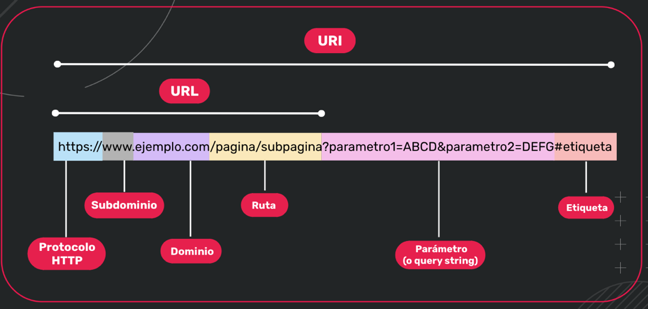 URI
URL
https://www.ejemplo.com/pagina/subpagina?parametro1=ABCD&parametro2=DEFG#etiqueta
Subdominio
Ruta
Etiqueta
Protocolo
HTTP
Dominio
Parámetro
(o query string)